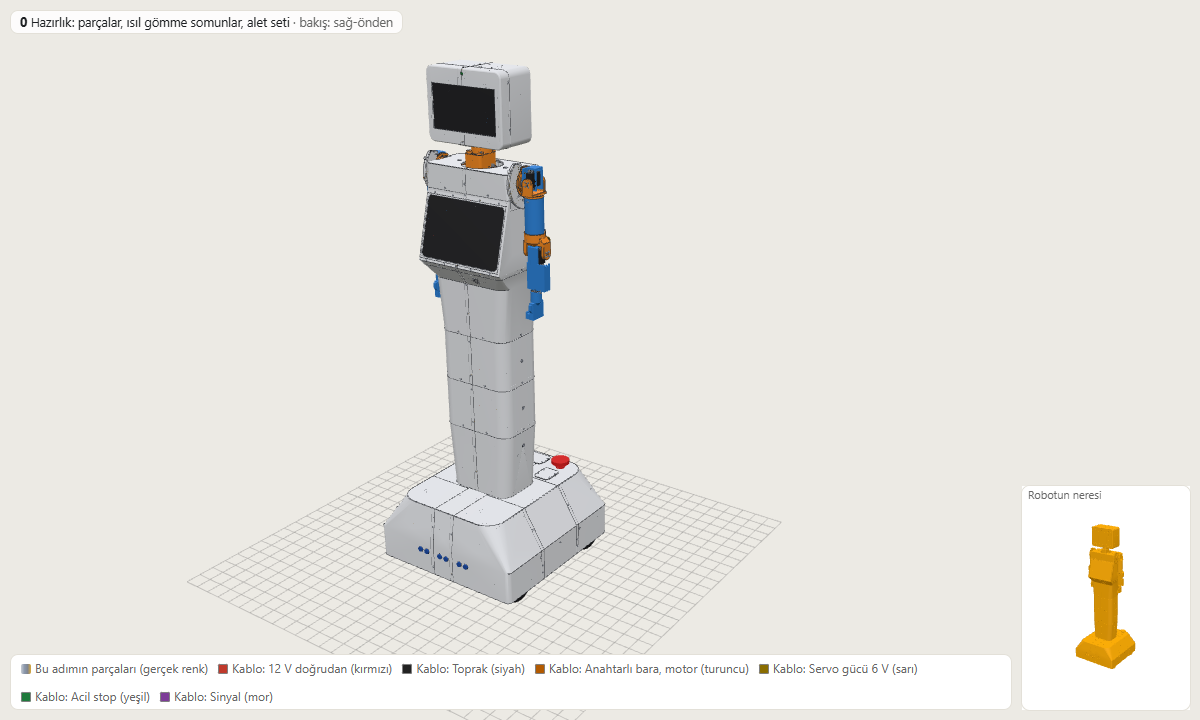 0 Hazırlık: parçalar, ısıl gömme somunlar, alet seti · bakış: sağ-önden
Robotun neresi
Bu adımın parçaları (gerçek renk)
Kablo: 12 V doğrudan (kırmızı)
Kablo: Toprak (siyah)
Kablo: Anahtarlı bara, motor (turuncu)
Kablo: Servo gücü 6 V (sarı)
Kablo: Acil stop (yeşil)
Kablo: Sinyal (mor)